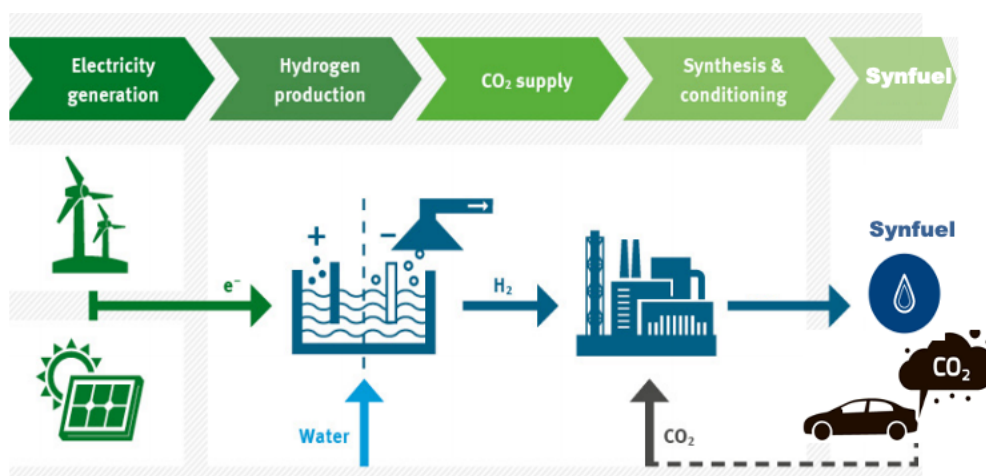 Electricity
generation
Hydrogen
production
CO₂ supply
Synthesis &
conditioning
Synfuel
+
−
e⁻
H₂
Synfuel
CO₂
Water
CO₂